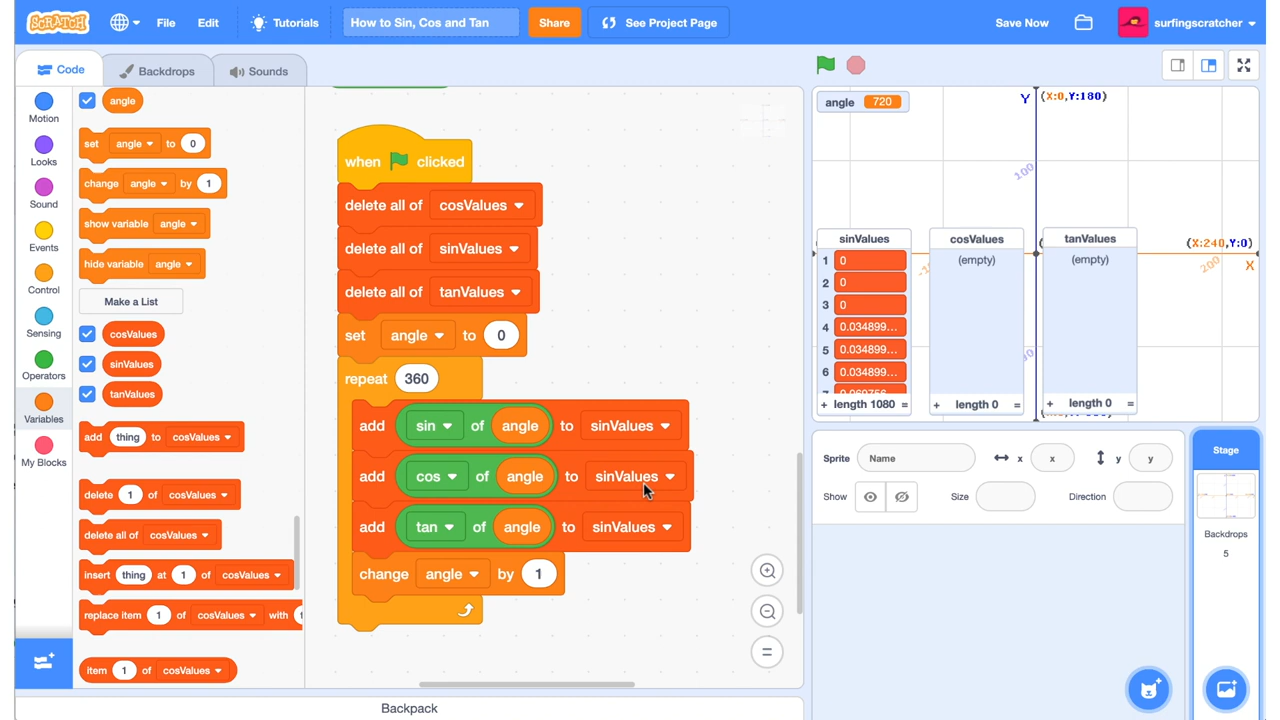 SCRATCH File Edit Tutorials How to Sin, Cos and Tan Share See Project Page Save Now surfingscratcher
Code Backdrops Sounds
Motion
Looks
Sound
Events
Control
Sensing
Operators
Variables
My Blocks
angle
set angle to 0
change angle by 1
show variable angle
hide variable angle
Make a List
cosValues
sinValues
tanValues
add thing to cosValues
delete 1 of cosValues
delete all of cosValues
insert thing at 1 of cosValues
replace item 1 of cosValues with
item 1 of cosValues
when clicked
delete all of cosValues
delete all of sinValues
delete all of tanValues
set angle to 0
repeat 360
add sin of angle to sinValues
add cos of angle to sinValues
add tan of angle to sinValues
change angle by 1
Backpack
angle 720
Y (X:0,Y:180)
100
(X:240,Y:0)
200
X
sinValues
1 0
2 0
3 0
4 0.034899...
5 0.034899...
6 0.034899...
+ length 1080 =
cosValues
(empty)
+ length 0 =
tanValues
(empty)
+ length 0 =
Sprite Name x x y y
Show Size Direction
Stage
Backdrops
5